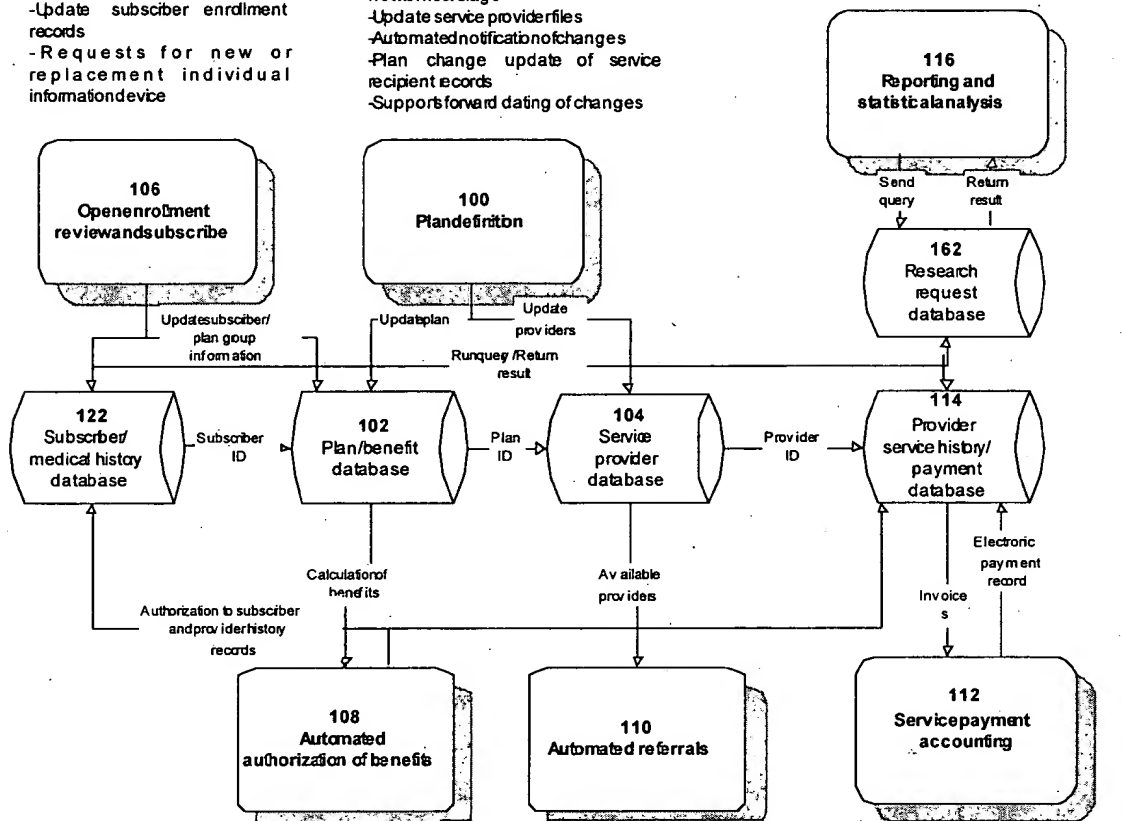 -Update subsciber enrdlment
records
-Requests for new or
replacement individual
informationdevice
-Update service providerfiles
-Automatednotificationofchanges
-Plan change update of service
recipient records
-Supportsforward dating of changes
116
Reporting and
statisticalanalysis
106
Openenrollment
reviewandsubscribe
100
Plandefinition
Send
query
Return
result
162
Research
request
database
Updatesubscriber/
plan group
information
Updateplan
Update
providers
Runquery/Return
result
122
Subscriber/
medical history
database
Subscriber
ID
102
Plan/benefit
database
Plan
ID
104
Service
provider
database
Provider
ID
114
Provider
service history/
payment
database
Calculationof
benefits
Available
providers
Electronic
payment
record
Invoice
s
Authorization to subscriber
andproviderhistory
records
108
Automated
authorization of benefits
110
Automated referrals
112
Servicepayment
accounting